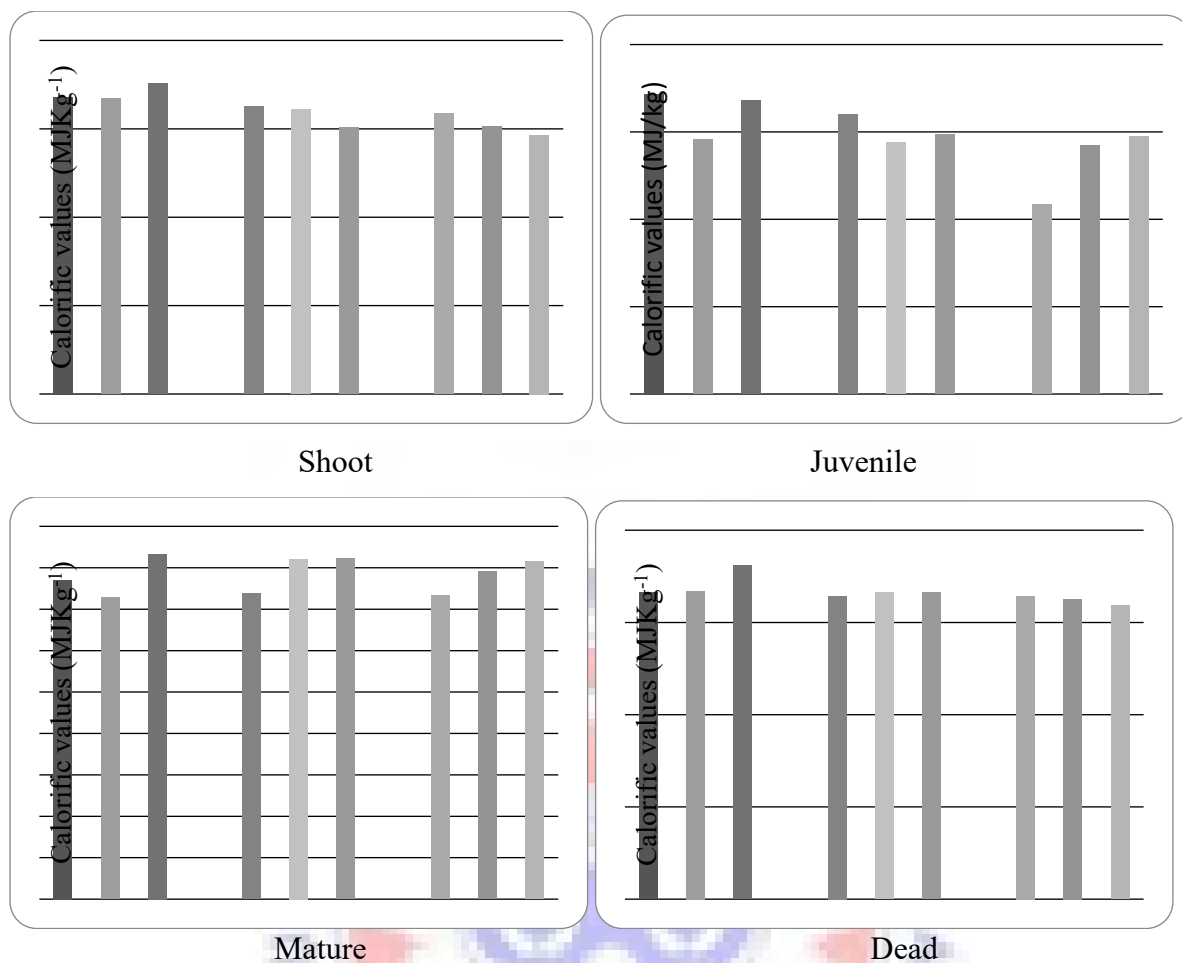 Calorific values (MJKg⁻¹)
Calorific values (MJ/kg)
Shoot
Juvenile
Calorific values (MJKg⁻¹)
Calorific values (MJKg⁻¹)
Mature
Dead